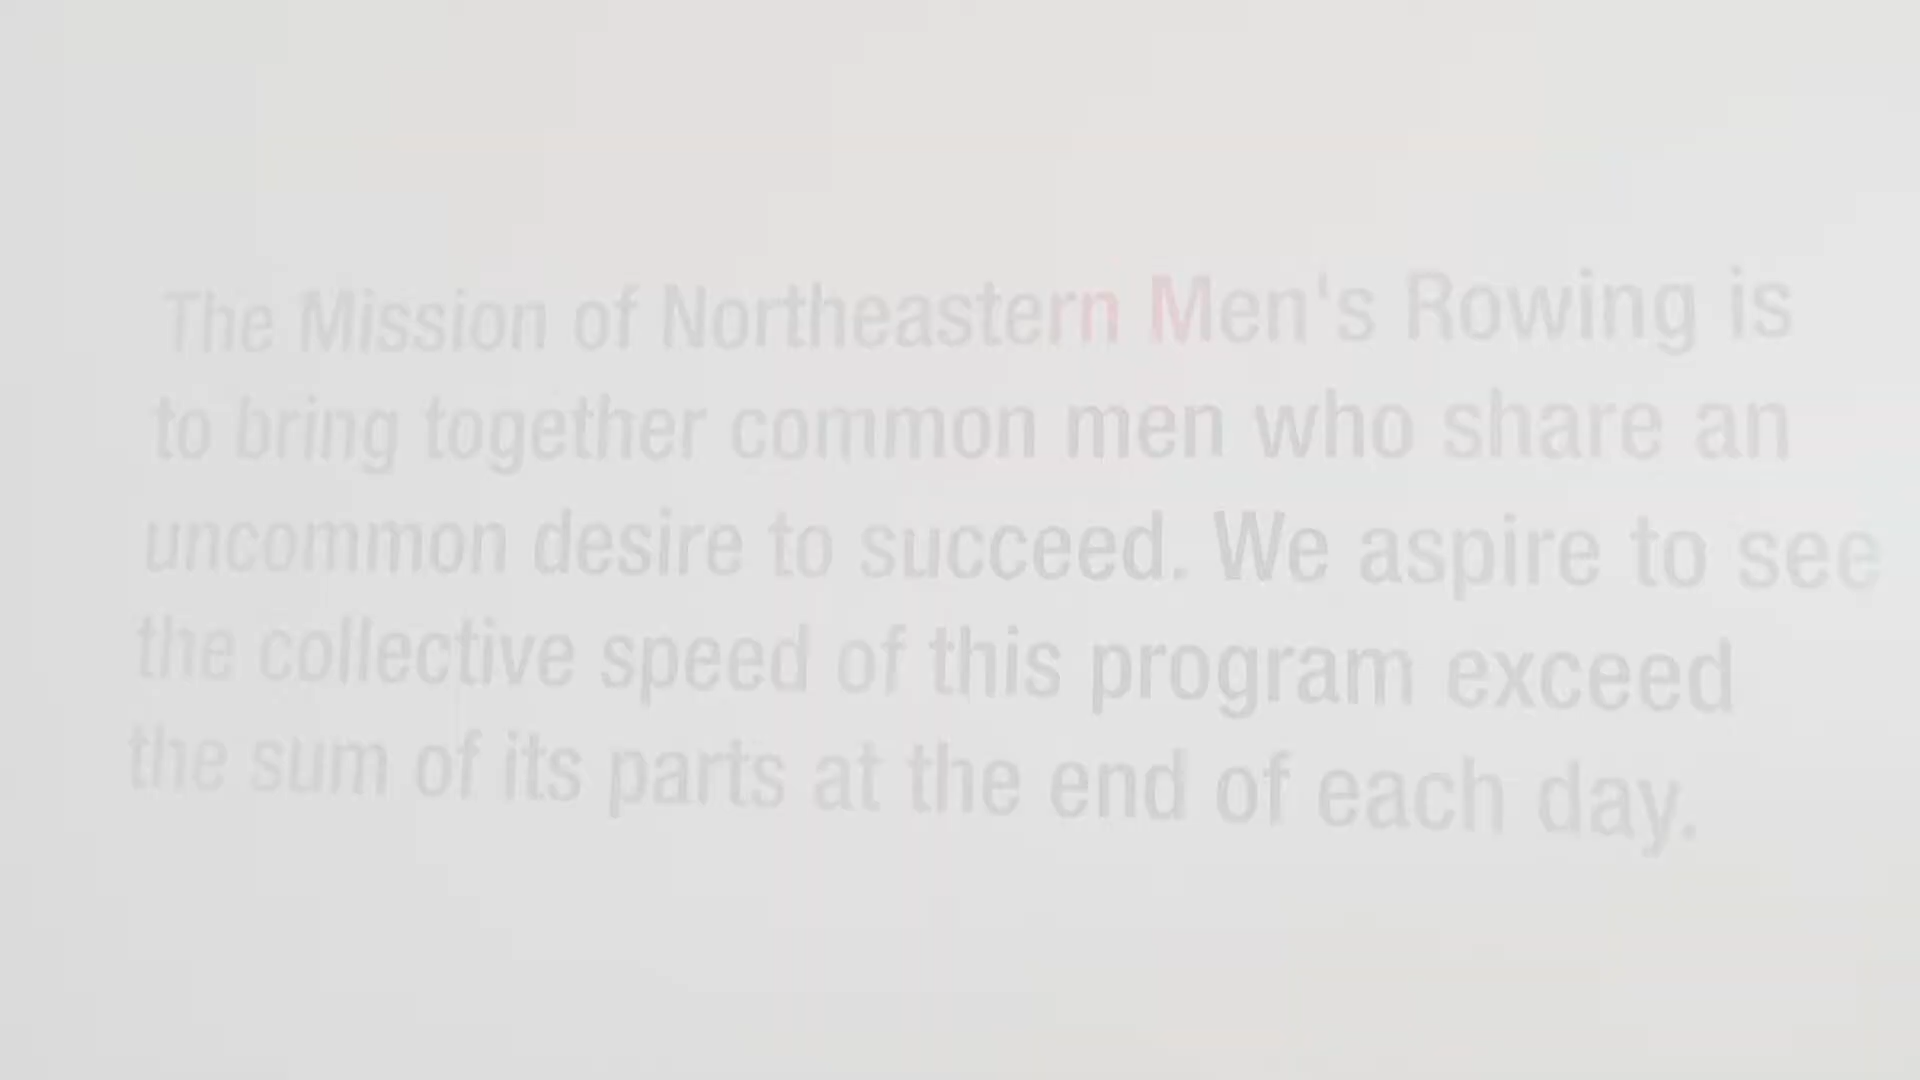 The Mission of Northeastern Men's Rowing is
to bring together common men who share an
uncommon desire to succeed. We aspire to see
the collective speed of this program exceed
the sum of its parts at the end of each day.